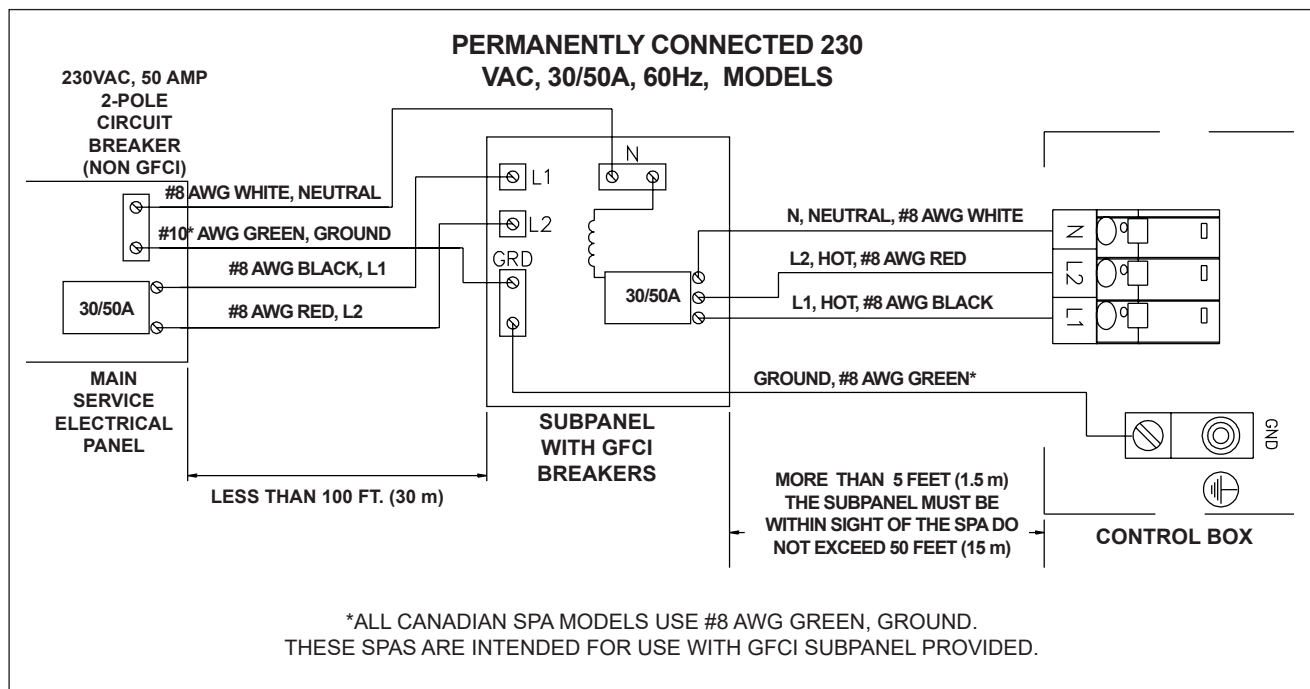 PERMANENTLY CONNECTED 230
VAC, 30/50A, 60Hz, MODELS
230VAC, 50 AMP
2-POLE
CIRCUIT
BREAKER
(NON GFCI)
#8 AWG WHITE, NEUTRAL
#10* AWG GREEN, GROUND
#8 AWG BLACK, L1
30/50A
#8 AWG RED, L2
MAIN
SERVICE
ELECTRICAL
PANEL
LESS THAN 100 FT. (30 m)
L1
N
L2
GRD
30/50A
SUBPANEL
WITH GFCI
BREAKERS
N, NEUTRAL, #8 AWG WHITE
L2, HOT, #8 AWG RED
L1, HOT, #8 AWG BLACK
GROUND, #8 AWG GREEN*
MORE THAN 5 FEET (1.5 m)
THE SUBPANEL MUST BE
WITHIN SIGHT OF THE SPA DO
NOT EXCEED 50 FEET (15 m)
N
L2
L1
GND
CONTROL BOX
*ALL CANADIAN SPA MODELS USE #8 AWG GREEN, GROUND.
THESE SPAS ARE INTENDED FOR USE WITH GFCI SUBPANEL PROVIDED.